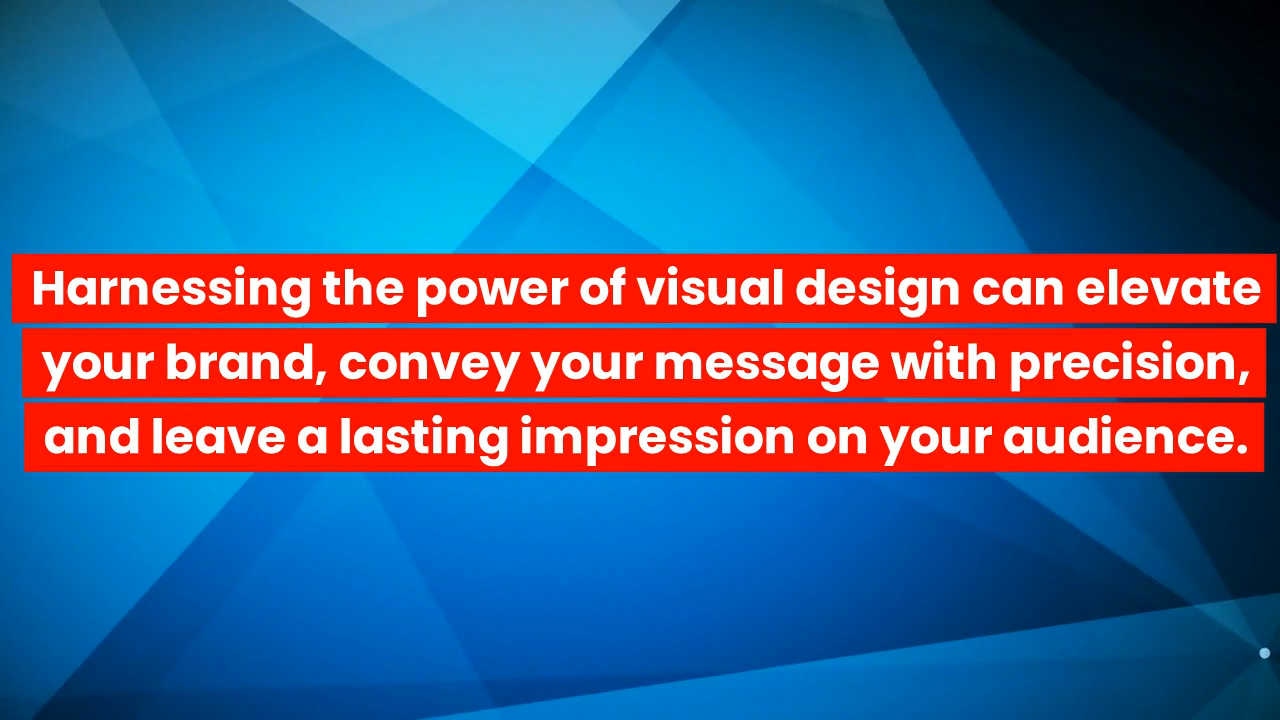 Harnessing the power of visual design can elevate
your brand, convey your message with precision,
and leave a lasting impression on your audience.